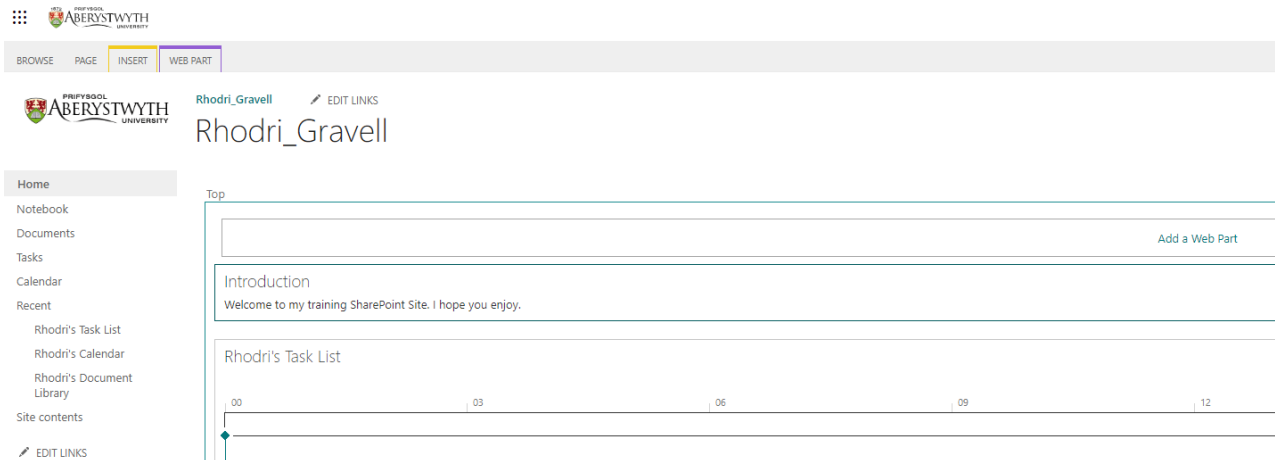 PRIFYSGOL
ABERYSTWYTH
UNIVERSITY
BROWSE PAGE INSERT WEB PART
PRIFYSGOL
ABERYSTWYTH
UNIVERSITY
Rhodri_Gravell EDIT LINKS
Rhodri_Gravell
Home
Notebook
Documents
Tasks
Calendar
Recent
Rhodri's Task List
Rhodri's Calendar
Rhodri's Document
Library
Site contents
EDIT LINKS
Top
Add a Web Part
Introduction
Welcome to my training SharePoint Site. I hope you enjoy.
Rhodri's Task List
00 03 06 09 12